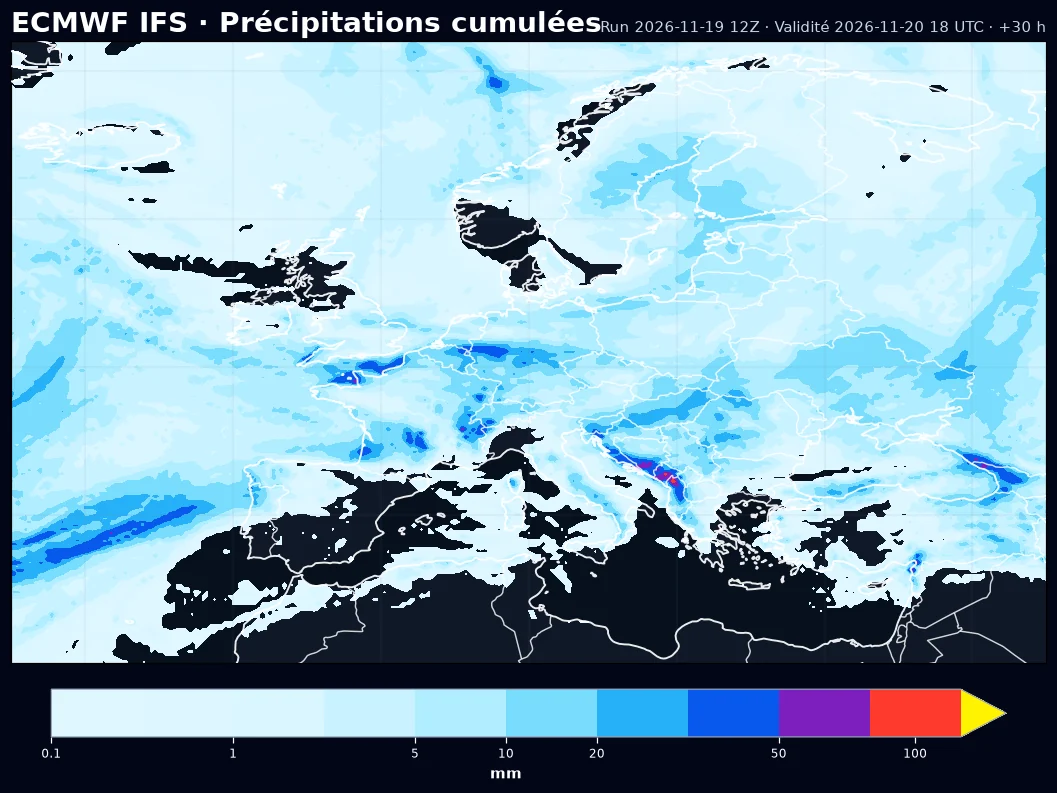 ECMWF IFS · Précipitations cumulées
Run 2026-11-19 12Z · Validité 2026-11-20 18 UTC · +30 h
0.1 1 5 10 20 50 100
mm